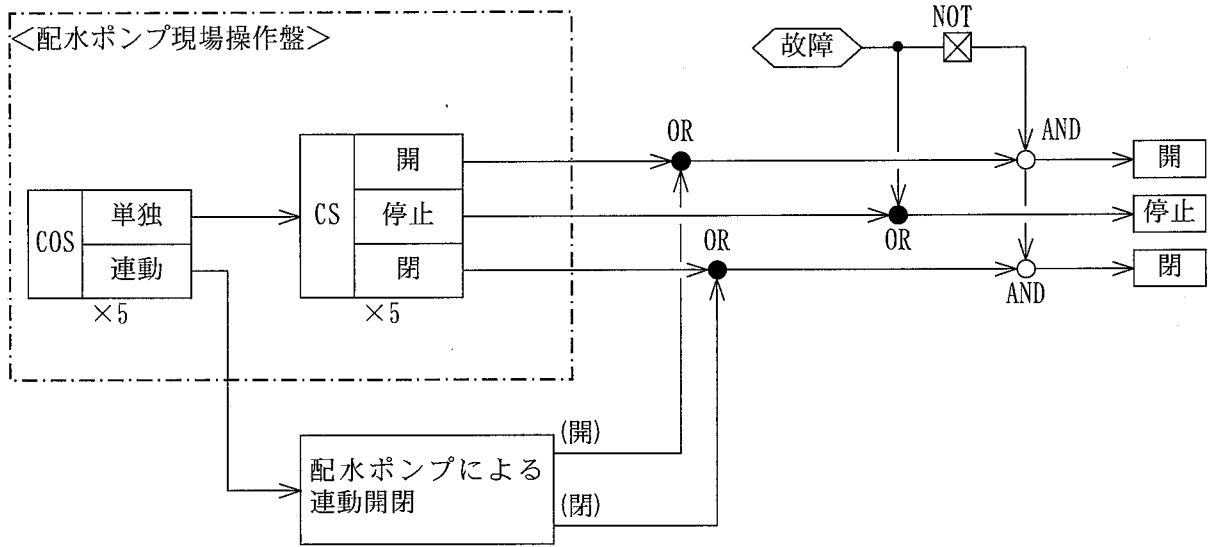 <配水ポンプ現場操作盤>
NOT
故障
OR
AND
開
開
単独
CS
停止
停止
COS
OR
OR
連動
閉
閉
×5
×5
AND
(開)
配水ポンプによる
連動開閉
(閉)